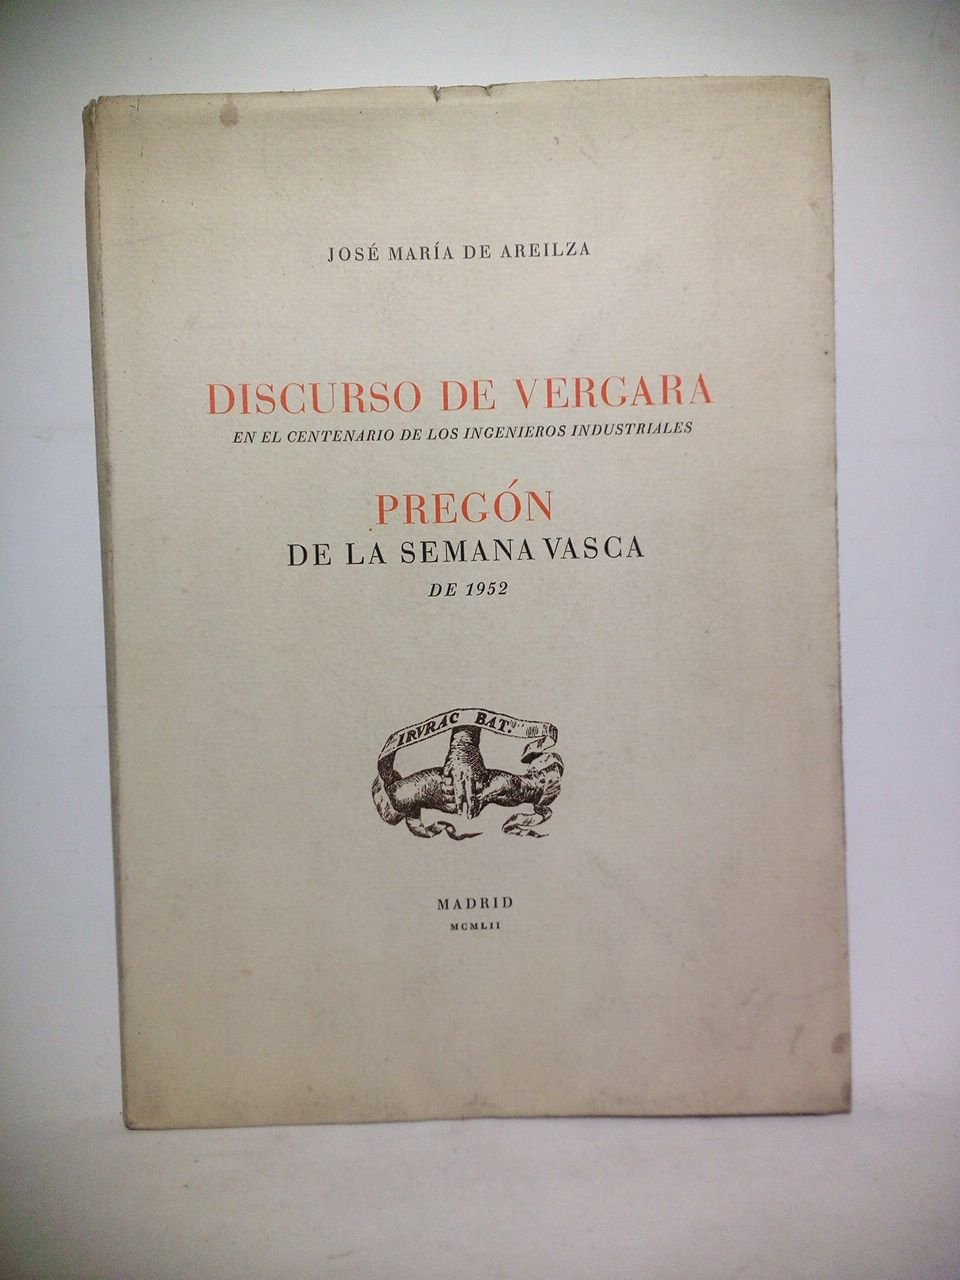 JOSÉ MARÍA DE AREILZA
DISCURSO DE VERGARA
EN EL CENTENARIO DE LOS INGENIEROS INDUSTRIALES
PREGÓN
DE LA SEMANA VASCA
DE 1952
IRVRAC BAT.
MADRID
MCMLII